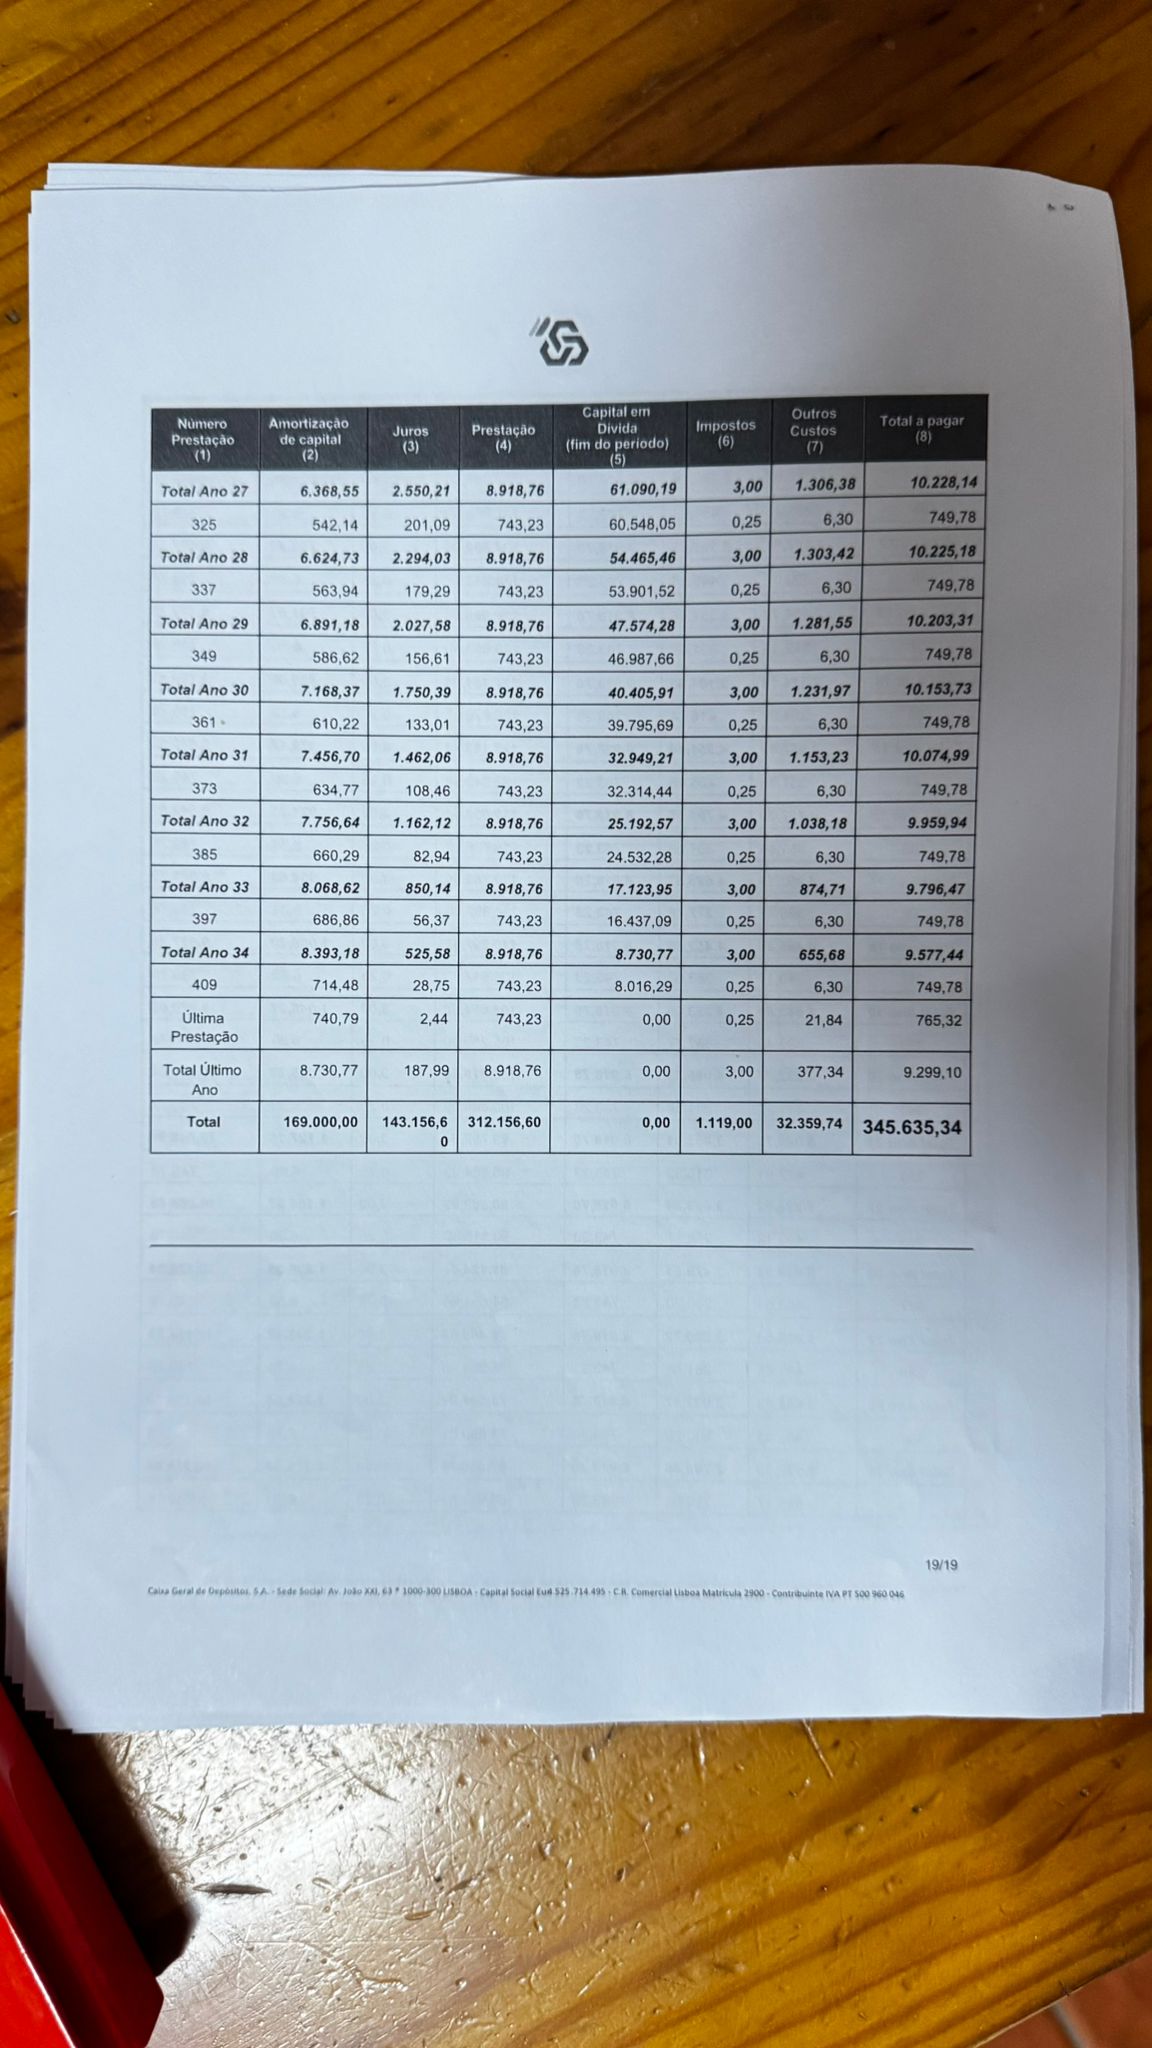 Número Prestação (1) Amortização de capital (2) Juros (3) Prestação (4) Capital em Divida (fim do periodo) (5) Impostos (6) Outros Custos (7) Total a pagar (8)
Total Ano 27 6.368,55 2.550,21 8.918,76 61.090,19 3,00 1.306,38 10.228,14
325 542,14 201,09 743,23 60.548,05 0,25 6,30 749,78
Total Ano 28 6.624,73 2.294,03 8.918,76 54.465,46 3,00 1.303,42 10.225,18
337 563,94 179,29 743,23 53.901,52 0,25 6,30 749,78
Total Ano 29 6.891,18 2.027,58 8.918,76 47.574,28 3,00 1.281,55 10.203,31
349 586,62 156,61 743,23 46.987,66 0,25 6,30 749,78
Total Ano 30 7.168,37 1.750,39 8.918,76 40.405,91 3,00 1.231,97 10.153,73
361 610,22 133,01 743,23 39.795,69 0,25 6,30 749,78
Total Ano 31 7.456,70 1.462,06 8.918,76 32.949,21 3,00 1.153,23 10.074,99
373 634,77 108,46 743,23 32.314,44 0,25 6,30 749,78
Total Ano 32 7.756,64 1.162,12 8.918,76 25.192,57 3,00 1.038,18 9.959,94
385 660,29 82,94 743,23 24.532,28 0,25 6,30 749,78
Total Ano 33 8.068,62 850,14 8.918,76 17.123,95 3,00 874,71 9.796,47
397 686,86 56,37 743,23 16.437,09 0,25 6,30 749,78
Total Ano 34 8.393,18 525,58 8.918,76 8.730,77 3,00 655,68 9.577,44
409 714,48 28,75 743,23 8.016,29 0,25 6,30 749,78
Última Prestação 740,79 2,44 743,23 0,00 0,25 21,84 765,32
Total Último Ano 8.730,77 187,99 8.918,76 0,00 3,00 377,34 9.299,10
Total 169.000,00 143.156,60 312.156,60 0,00 1.119,00 32.359,74 345.635,34
19/19
Caixa Geral de Depósitos, S.A. - Sede Social: Av. João XXI, 63 * 1000-300 LISBOA - Capital Social Eur 525.714.495 - C.R. Comercial Lisboa Matrícula 2900 - Contribuinte IVA PT 500 960 046